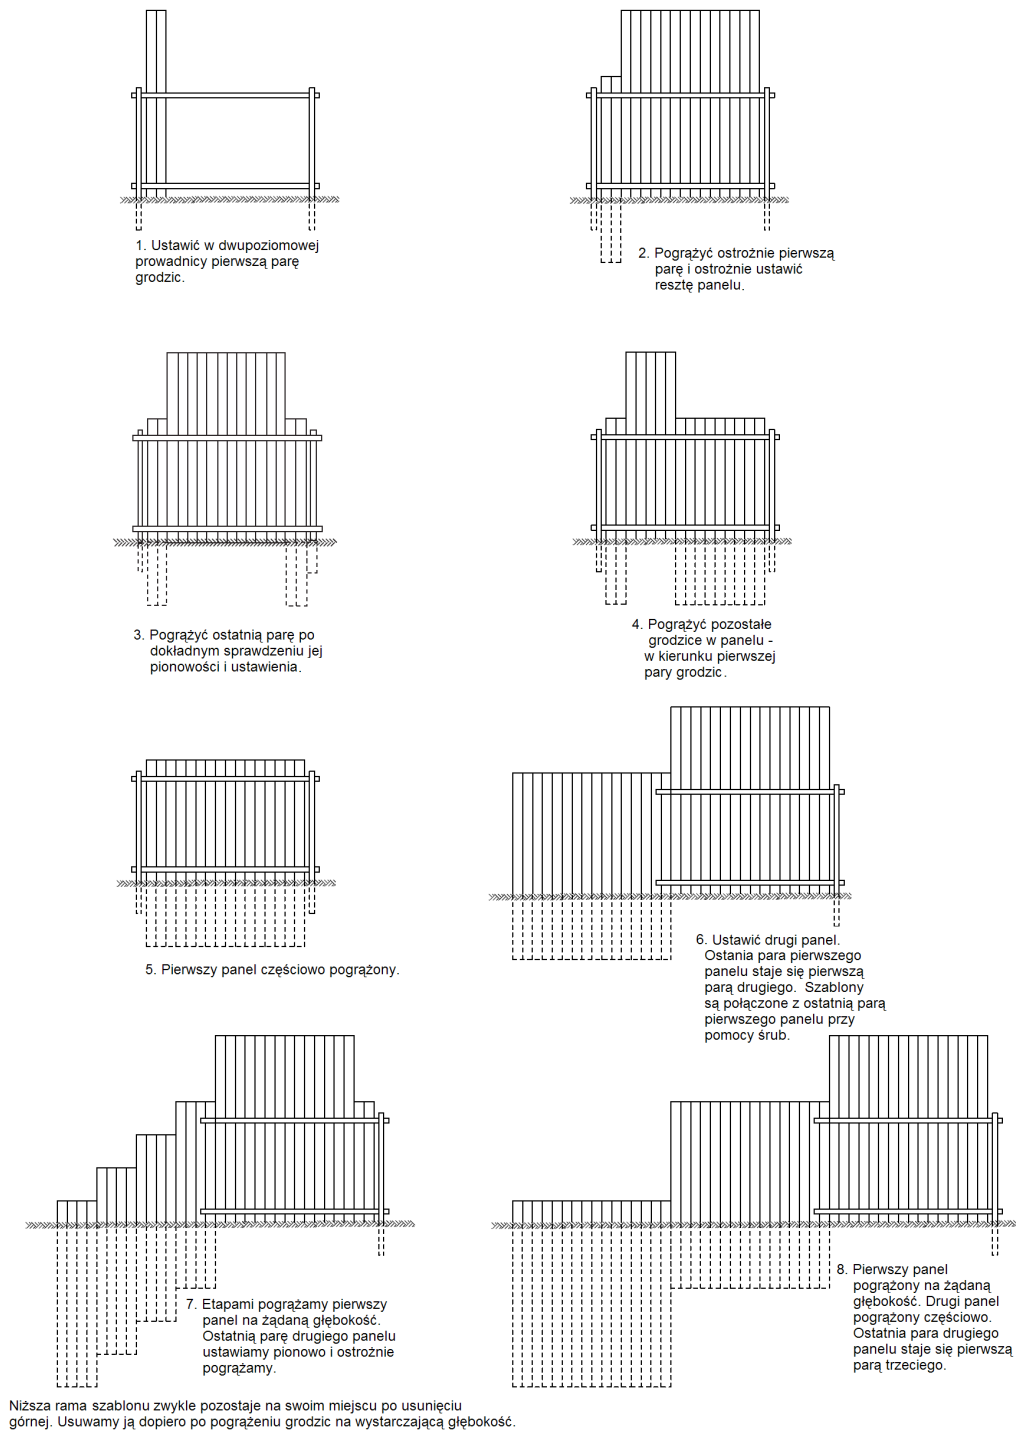 1. Ustawić w dwupoziomowej
prowadnicy pierwszą parę
grodzic.
2. Pogrążyć ostrożnie pierwszą
parę i ostrożnie ustawić
resztę panelu.
3. Pogrążyć ostatnią parę po
dokładnym sprawdzeniu jej
pionowości i ustawienia.
4. Pogrążyć pozostałe
grodzice w panelu -
w kierunku pierwszej
pary grodzic.
5. Pierwszy panel częściowo pogrążony.
6. Ustawić drugi panel.
Ostania para pierwszego
panelu staje się pierwszą
parą drugiego. Szablony
są połączone z ostatnią parą
pierwszego panelu przy
pomocy śrub.
7. Etapami pogrążamy pierwszy
panel na żądaną głębokość.
Ostatnią parę drugiego panelu
ustawiamy pionowo i ostrożnie
pogrążamy.
8. Pierwszy panel
pogrążony na żądaną
głębokość. Drugi panel
pogrążony częściowo.
Ostatnia para drugiego
panelu staje się pierwszą
parą trzeciego.
Niższa rama szablonu zwykle pozostaje na swoim miejscu po usunięciu
górnej. Usuwamy ją dopiero po pogrążeniu grodzic na wystarczającą głębokość.